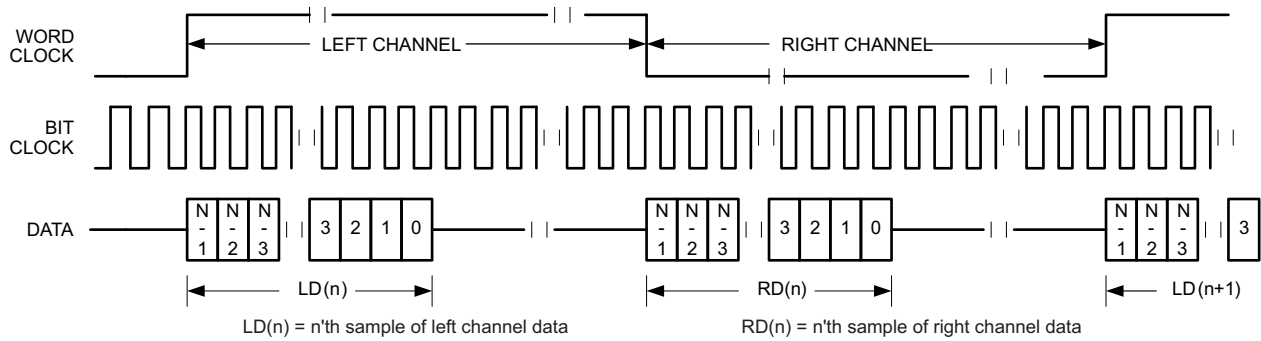 WORD
CLOCK
LEFT CHANNEL
RIGHT CHANNEL
BIT
CLOCK
DATA
N-1 N-2 N-3 3 2 1 0 N-1 N-2 N-3 3 2 1 0 N-1 N-2 N-3 3
LD(n) RD(n) LD(n+1)
LD(n) = n'th sample of left channel data
RD(n) = n'th sample of right channel data